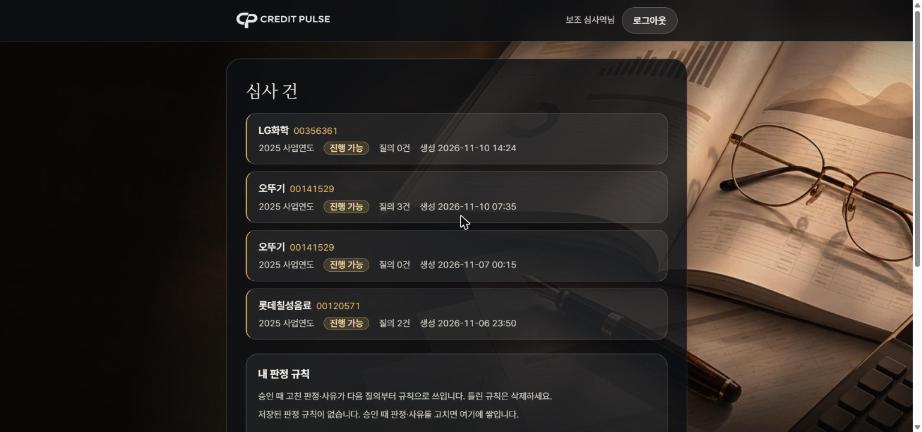 CP CREDIT PULSE
보조 심사역님
로그아웃
심사 건
LG화학 00356361
2025 사업연도 진행 가능 질의 0건 생성 2026-11-10 14:24
오뚜기 00141529
2025 사업연도 진행 가능 질의 3건 생성 2026-11-10 07:35
오뚜기 00141529
2025 사업연도 진행 가능 질의 0건 생성 2026-11-07 00:15
롯데칠성음료 00120571
2025 사업연도 진행 가능 질의 2건 생성 2026-11-06 23:50
내 판정 규칙
승인 때 고친 판정·사유가 다음 질의부터 규칙으로 쓰입니다. 틀린 규칙은 삭제하세요.
저장된 판정 규칙이 없습니다. 승인 때 판정·사유를 고치면 여기에 쌓입니다.